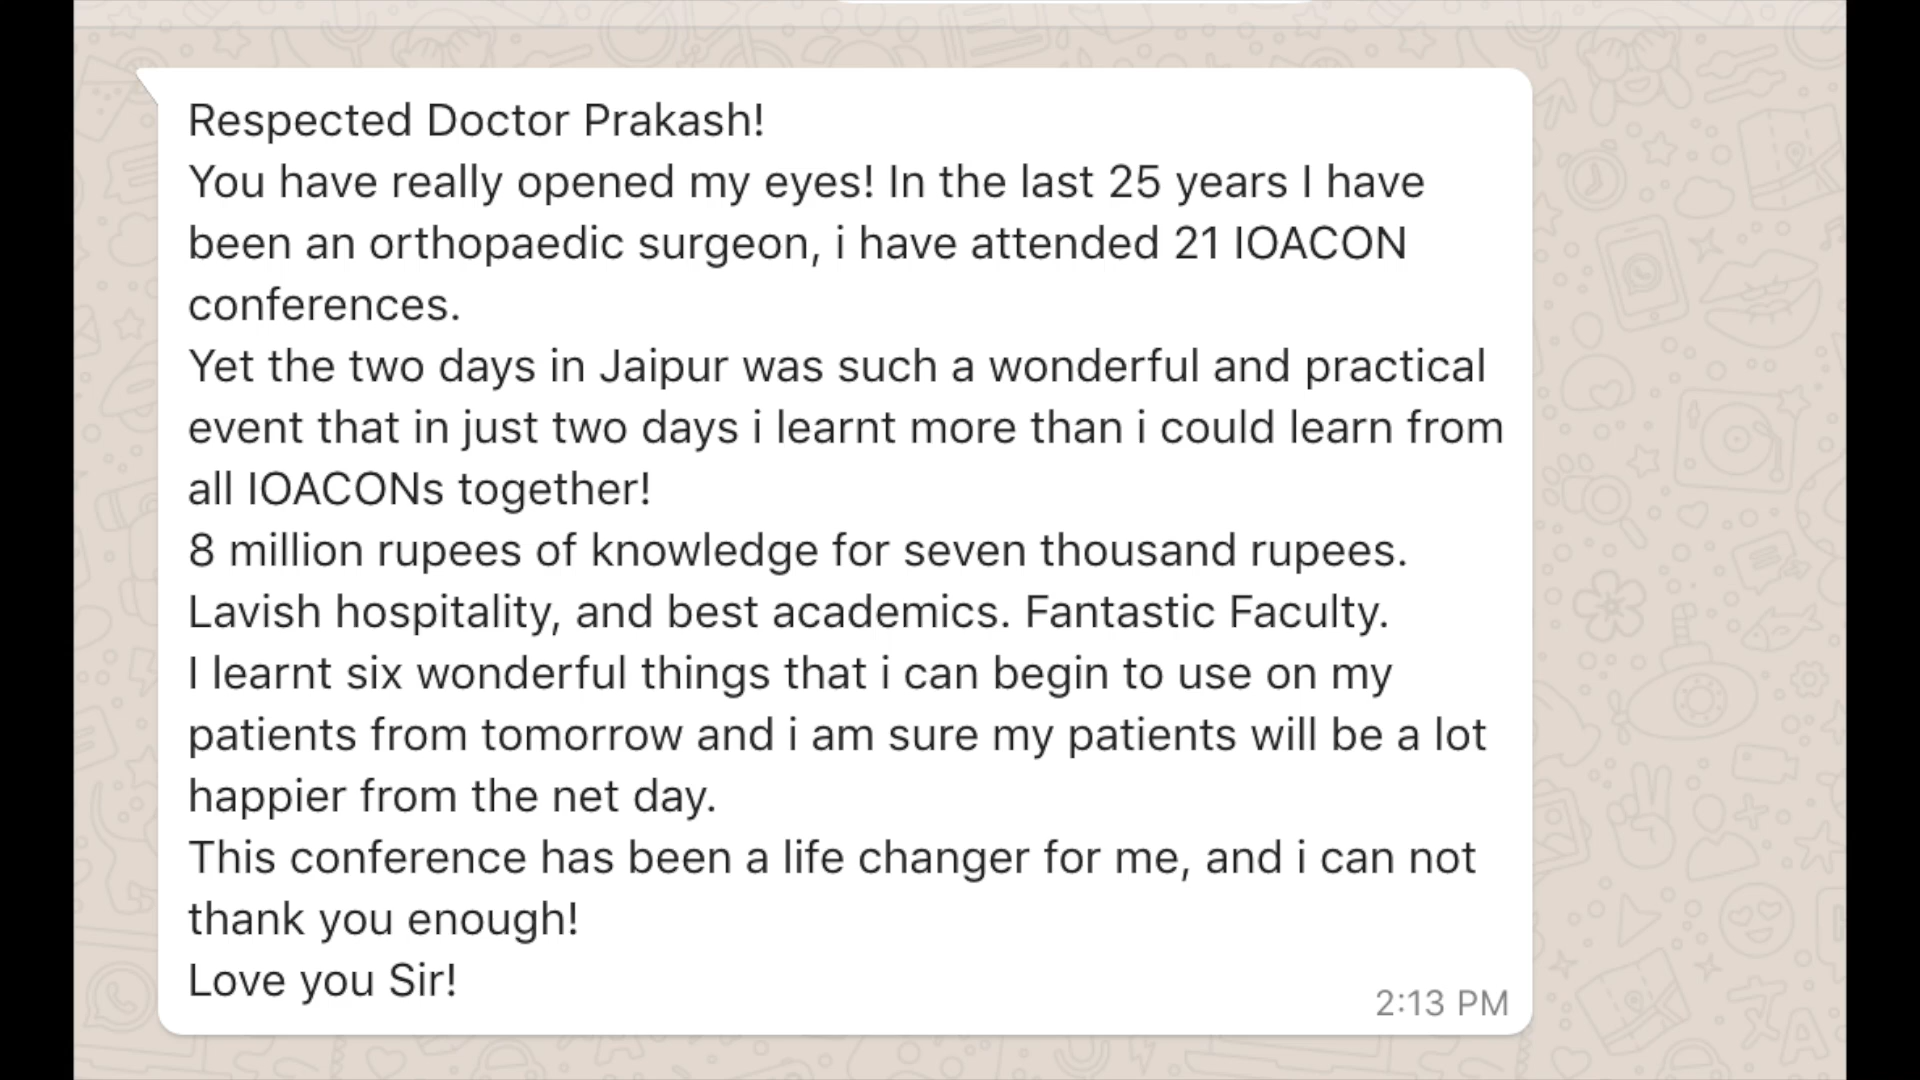 Respected Doctor Prakash!
You have really opened my eyes! In the last 25 years I have
been an orthopaedic surgeon, i have attended 21 IOACON
conferences.
Yet the two days in Jaipur was such a wonderful and practical
event that in just two days i learnt more than i could learn from
all IOACONs together!
8 million rupees of knowledge for seven thousand rupees.
Lavish hospitality, and best academics. Fantastic Faculty.
I learnt six wonderful things that i can begin to use on my
patients from tomorrow and i am sure my patients will be a lot
happier from the net day.
This conference has been a life changer for me, and i can not
thank you enough!
Love you Sir!
2:13 PM